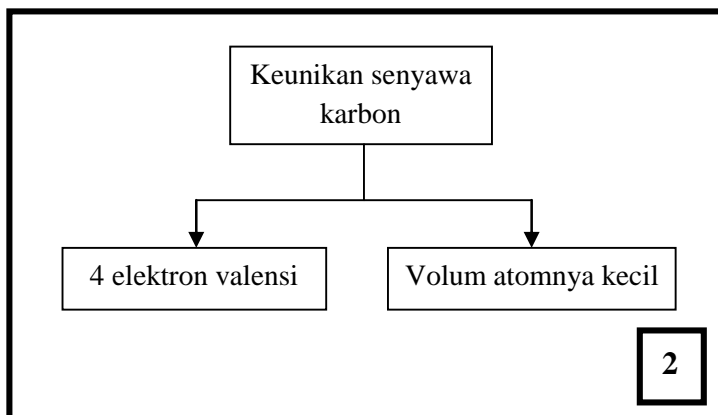 Keunikan senyawa
karbon
4 elektron valensi
Volum atomnya kecil
2